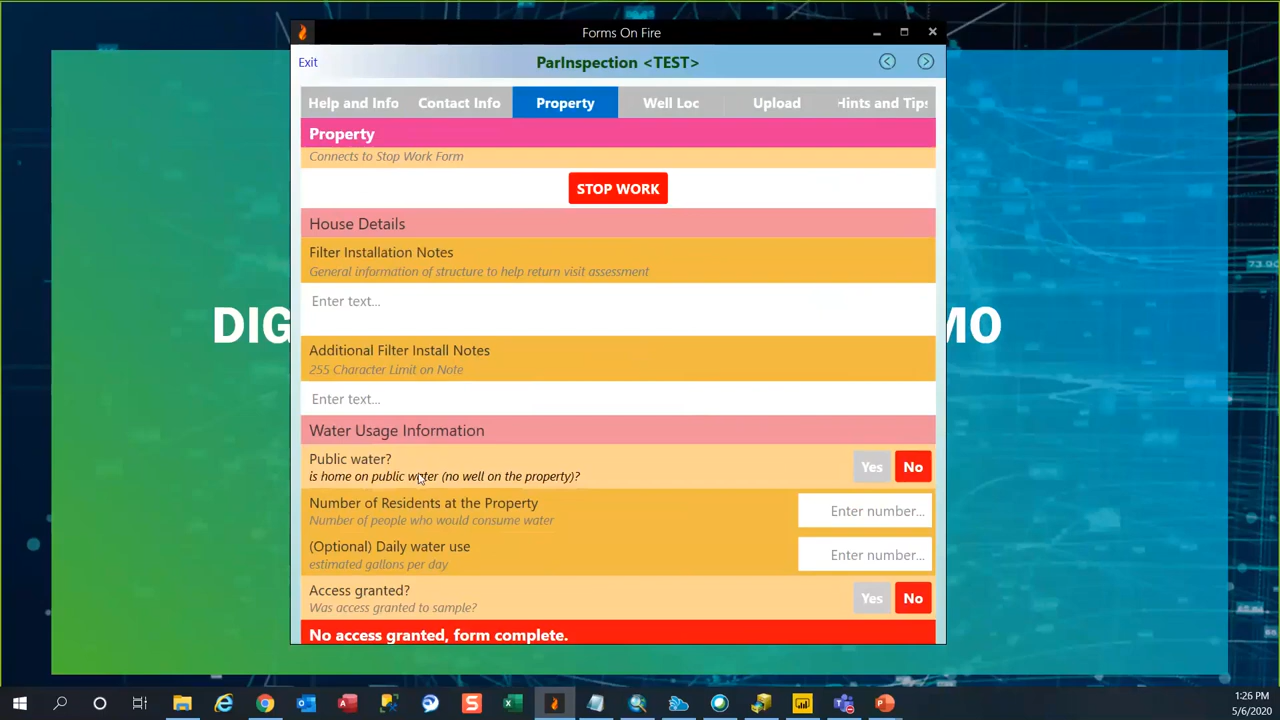 Forms On Fire
Exit
ParInspection <TEST>
Help and Info
Contact Info
Property
Well Loc
Upload
Hints and Tips
Property
Connects to Stop Work Form
STOP WORK
House Details
Filter Installation Notes
General information of structure to help return visit assessment
Enter text...
Additional Filter Install Notes
255 Character Limit on Note
Enter text...
Water Usage Information
Public water?
is home on public water (no well on the property)?
Yes
No
Number of Residents at the Property
Number of people who would consume water
Enter number...
(Optional) Daily water use
estimated gallons per day
Enter number...
Access granted?
Was access granted to sample?
Yes
No
No access granted, form complete.
DIG
MO
73.90
1:26 PM
5/6/2020